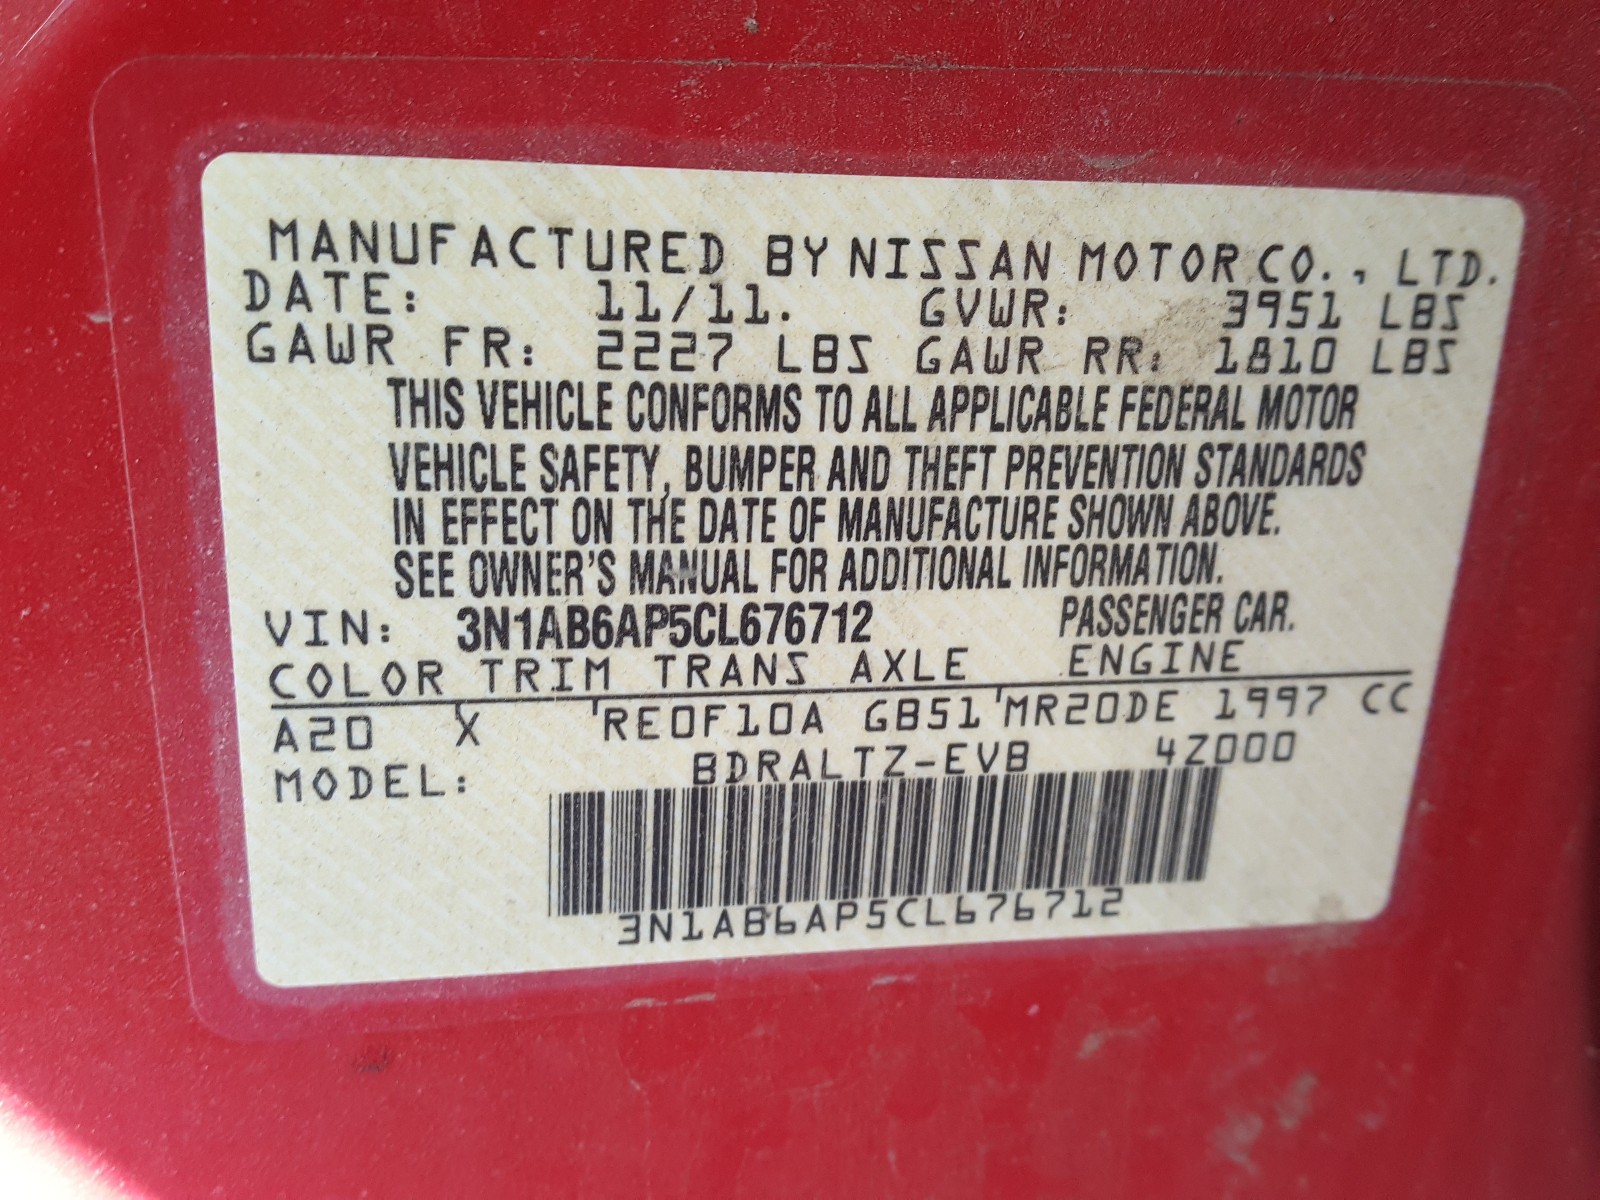 MANUFACTURED BY NISSAN MOTOR CO., LTD.
DATE: 11/11. GVWR: 3951 LBS
GAWR FR: 2227 LBS GAWR RR: 1810 LBS
THIS VEHICLE CONFORMS TO ALL APPLICABLE FEDERAL MOTOR
VEHICLE SAFETY, BUMPER AND THEFT PREVENTION STANDARDS
IN EFFECT ON THE DATE OF MANUFACTURE SHOWN ABOVE.
SEE OWNER'S MANUAL FOR ADDITIONAL INFORMATION.
VIN: 3N1AB6AP5CL676712 PASSENGER CAR.
COLOR TRIM TRANS AXLE ENGINE
A20 X RE0F10A GB51 MR20DE 1997 CC
MODEL: BDRALTZ-EVB 4Z000
3N1AB6AP5CL676712